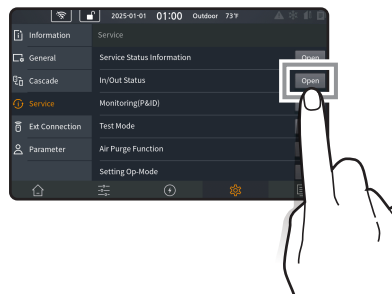 2025-01-01 01:00 Outdoor 73°F
Information
Service
General
Service Status Information
Open
Cascade
In/Out Status
Open
Service
Monitoring(P&ID)
Ext Connection
Test Mode
Parameter
Air Purge Function
Setting Op-Mode